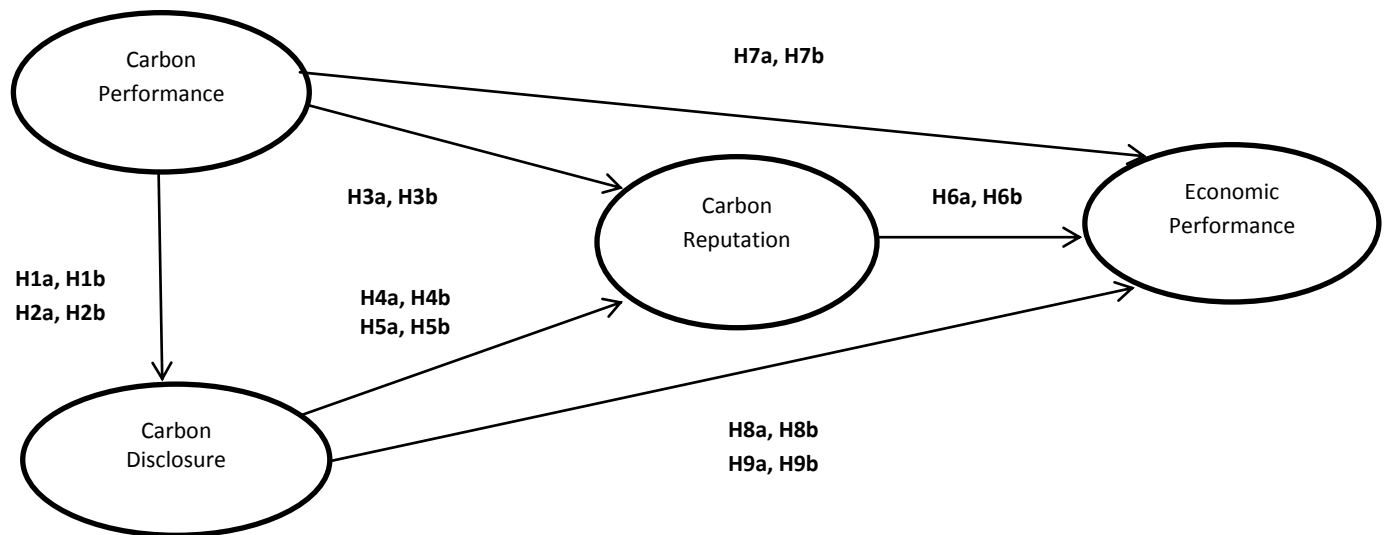 Carbon
Performance
H7a, H7b
H3a, H3b
Carbon
Reputation
H6a, H6b
Economic
Performance
H1a, H1b
H2a, H2b
H4a, H4b
H5a, H5b
Carbon
Disclosure
H8a, H8b
H9a, H9b